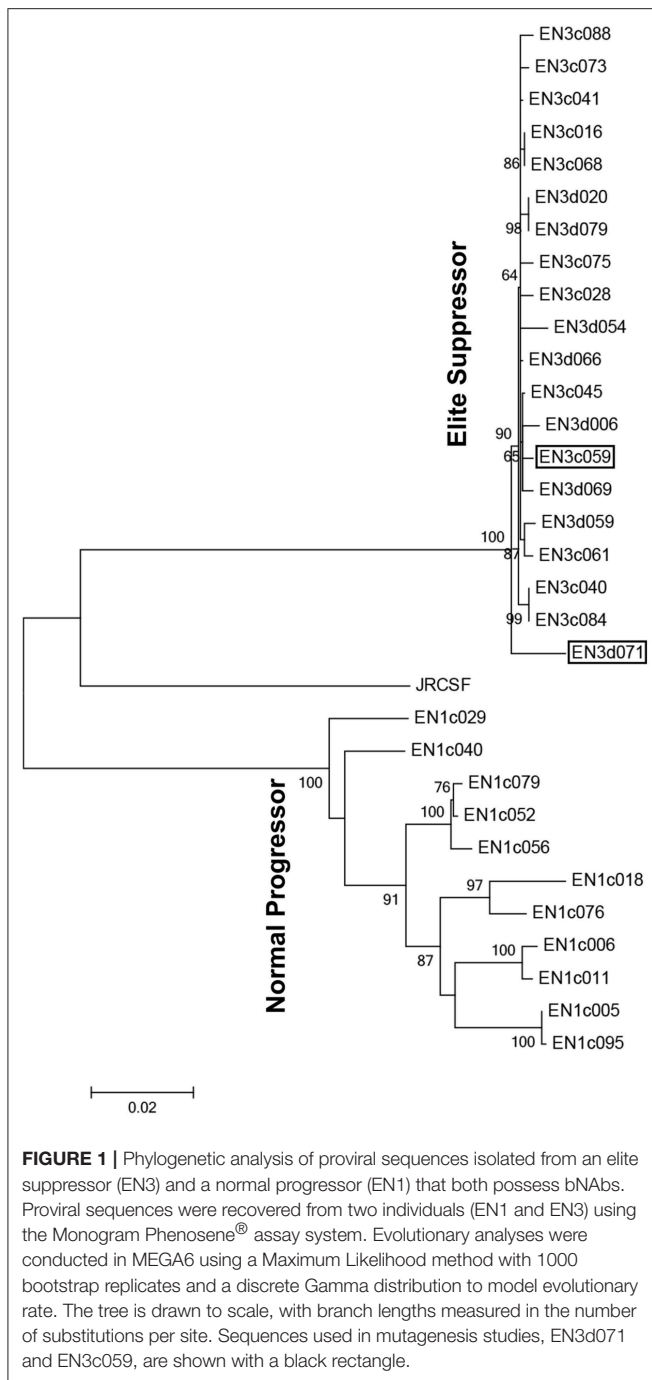 EN3c088
EN3c073
EN3c041
EN3c016
86
EN3c068
EN3d020
98
EN3d079
EN3c075
64
EN3c028
EN3d054
EN3d066
EN3c045
EN3d006
90
65
EN3c059
EN3d069
EN3d059
100
87
EN3c061
EN3c040
99
EN3c084
EN3d071
Elite Suppressor
JRCSF
EN1c029
EN1c040
100
EN1c079
76
EN1c052
100
EN1c056
EN1c018
97
91
EN1c076
EN1c006
100
87
EN1c011
EN1c005
100
EN1c095
Normal Progressor
0.02
FIGURE 1 | Phylogenetic analysis of proviral sequences isolated from an elite
suppressor (EN3) and a normal progressor (EN1) that both possess bNAbs.
Proviral sequences were recovered from two individuals (EN1 and EN3) using
the Monogram Phenosene® assay system. Evolutionary analyses were
conducted in MEGA6 using a Maximum Likelihood method with 1000
bootstrap replicates and a discrete Gamma distribution to model evolutionary
rate. The tree is drawn to scale, with branch lengths measured in the number
of substitutions per site. Sequences used in mutagenesis studies, EN3d071
and EN3c059, are shown with a black rectangle.